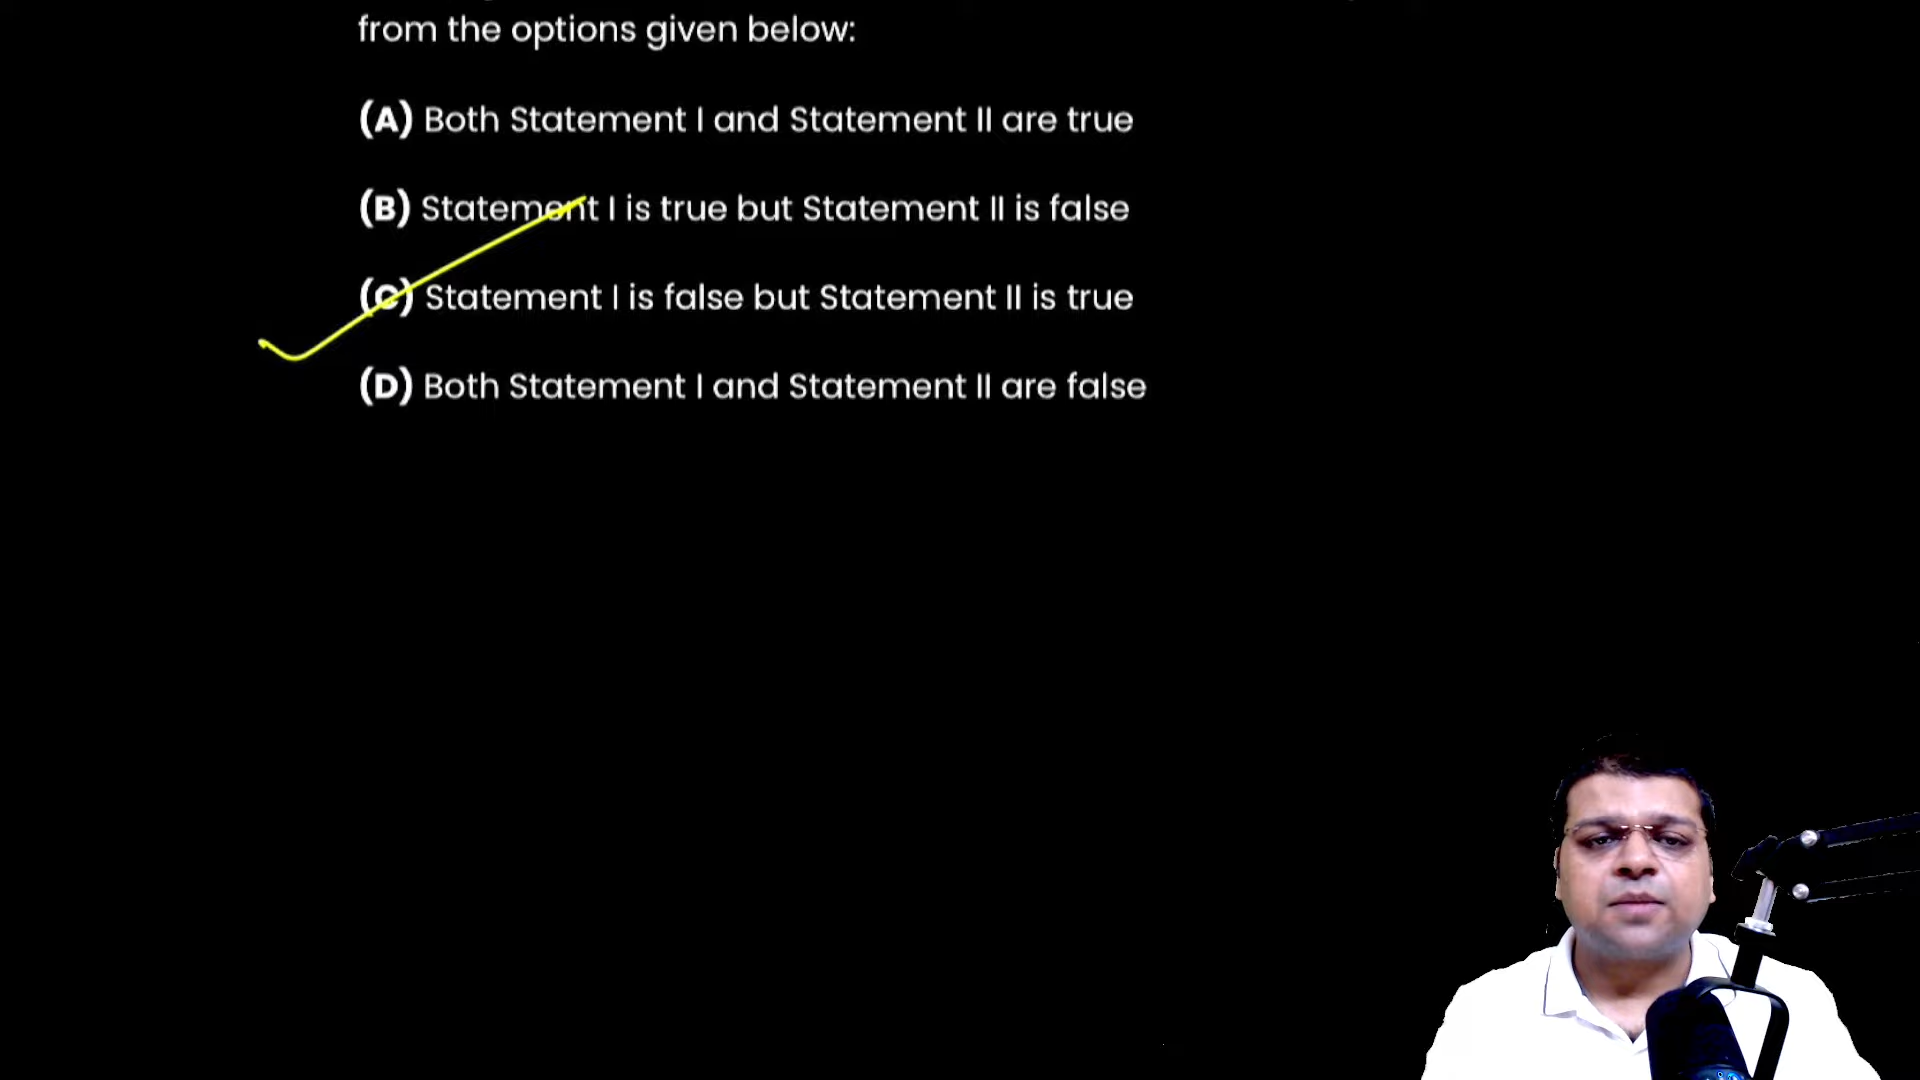 from the options given below:
(A) Both Statement I and Statement II are true
(B) Statement I is true but Statement II is false
(C) Statement I is false but Statement II is true
(D) Both Statement I and Statement II are false